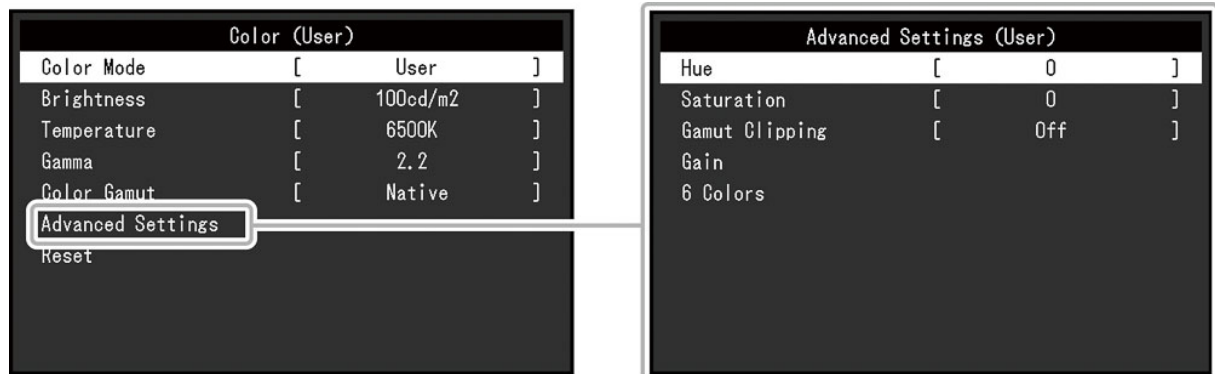 Color (User)
Color Mode [ User ]
Brightness [ 100cd/m2 ]
Temperature [ 6500K ]
Gamma [ 2.2 ]
Color Gamut [ Native ]
Advanced Settings
Reset
Advanced Settings (User)
Hue [ 0 ]
Saturation [ 0 ]
Gamut Clipping [ Off ]
Gain
6 Colors